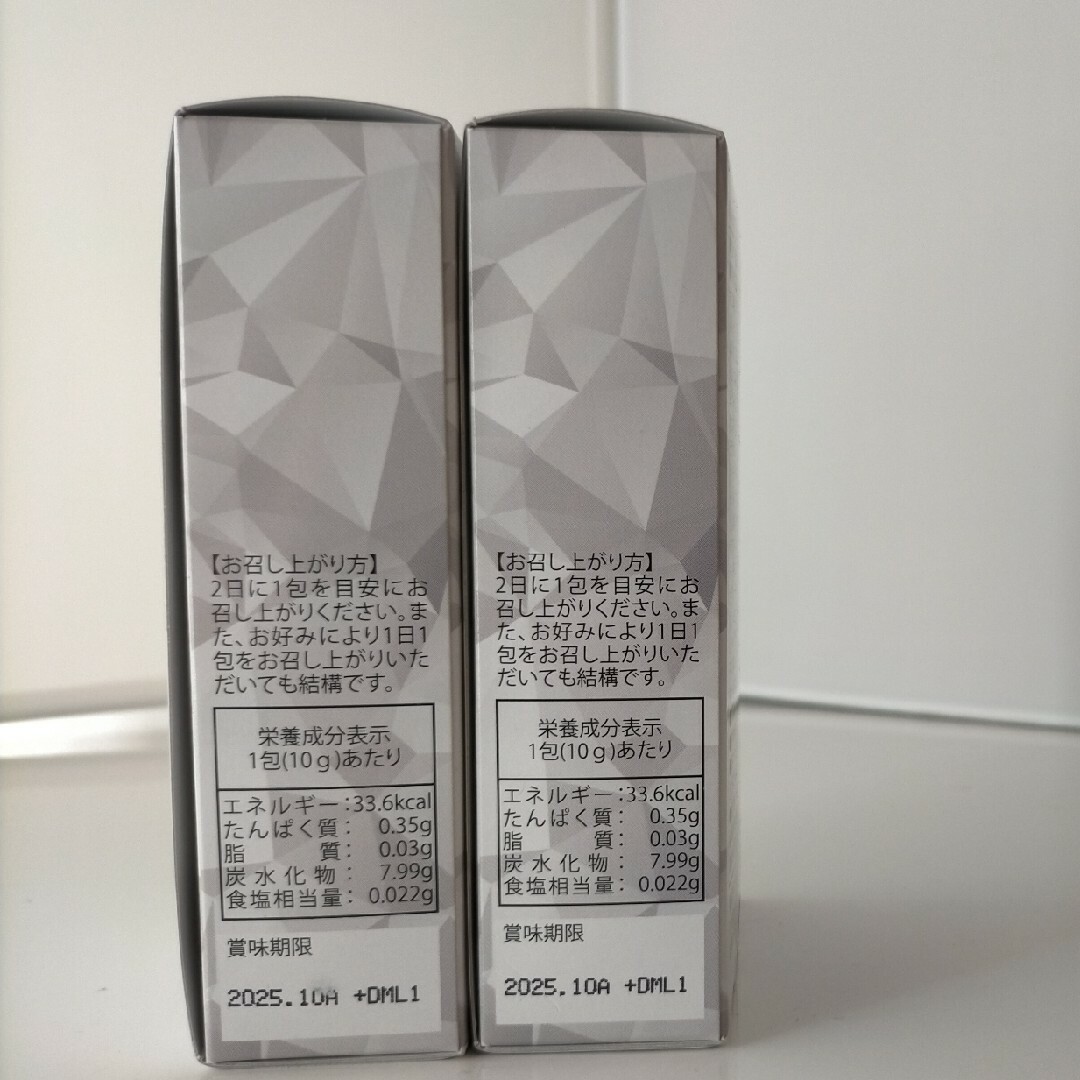 【お召し上がり方】
2日に1包を目安にお
召し上がりください。ま
た、お好みにより1日1
包をお召し上がりいた
だいても結構です。
栄養成分表示
1包(10g)あたり
エネルギー:33.6kcal
たんぱく質: 0.35g
脂質: 0.03g
炭水化物: 7.99g
食塩相当量: 0.022g
賞味期限
2025.10A +DML1
【お召し上がり方】
2日に1包を目安にお
召し上がりください。ま
た、お好みにより1日1
包をお召し上がりいた
だいても結構です。
栄養成分表示
1包(10g)あたり
エネルギー:33.6kcal
たんぱく質: 0.35g
脂質: 0.03g
炭水化物: 7.99g
食塩相当量: 0.022g
賞味期限
2025.10A +DML1